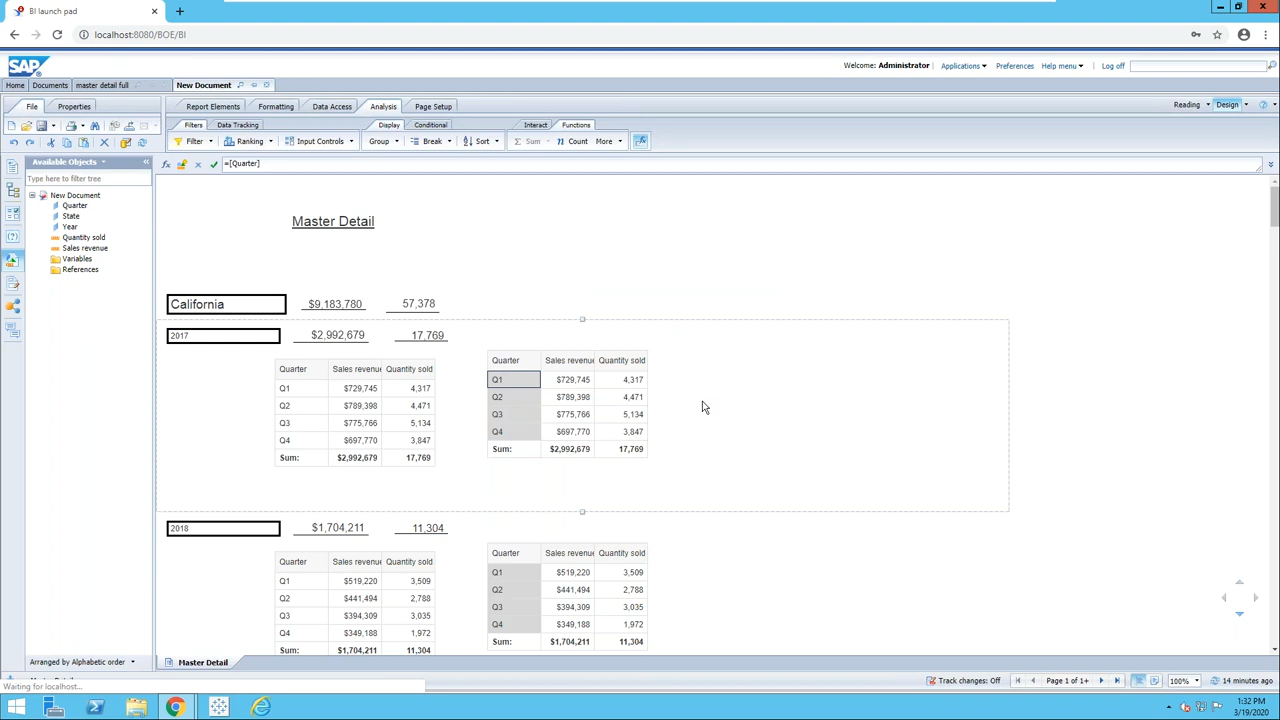 BI launch pad
localhost:8080/BOE/BI
SAP
Welcome: Administrator Applications Preferences Help menu Log off
Home Documents master detail full New Document
File Properties Report Elements Formatting Data Access Analysis Page Setup Reading Design
Filters Data Tracking Display Conditional Interact Functions
Filter Ranking Input Controls Group Break Sort Sum Count More
Available Objects =[Quarter]
Type here to filter tree
New Document
Quarter
State
Year
Quantity sold
Sales revenue
Variables
References
Master Detail
California $9,183,780 57,378
2017 $2,992,679 17,769
Quarter Sales revenue Quantity sold
Q1 $729,745 4,317
Q2 $789,398 4,471
Q3 $775,766 5,134
Q4 $697,770 3,847
Sum: $2,992,679 17,769
Quarter Sales revenue Quantity sold
Q1 $729,745 4,317
Q2 $789,398 4,471
Q3 $775,766 5,134
Q4 $697,770 3,847
Sum: $2,992,679 17,769
2018 $1,704,211 11,304
Quarter Sales revenue Quantity sold
Q1 $519,220 3,509
Q2 $441,494 2,788
Q3 $394,309 3,035
Q4 $349,188 1,972
Sum: $1,704,211 11,304
Quarter Sales revenue Quantity sold
Q1 $519,220 3,509
Q2 $441,494 2,788
Q3 $394,309 3,035
Q4 $349,188 1,972
Sum: $1,704,211 11,304
Arranged by Alphabetic order Master Detail
Track changes: Off Page 1 of 1+ 100% 14 minutes ago
Waiting for localhost...
1:32 PM
3/19/2020